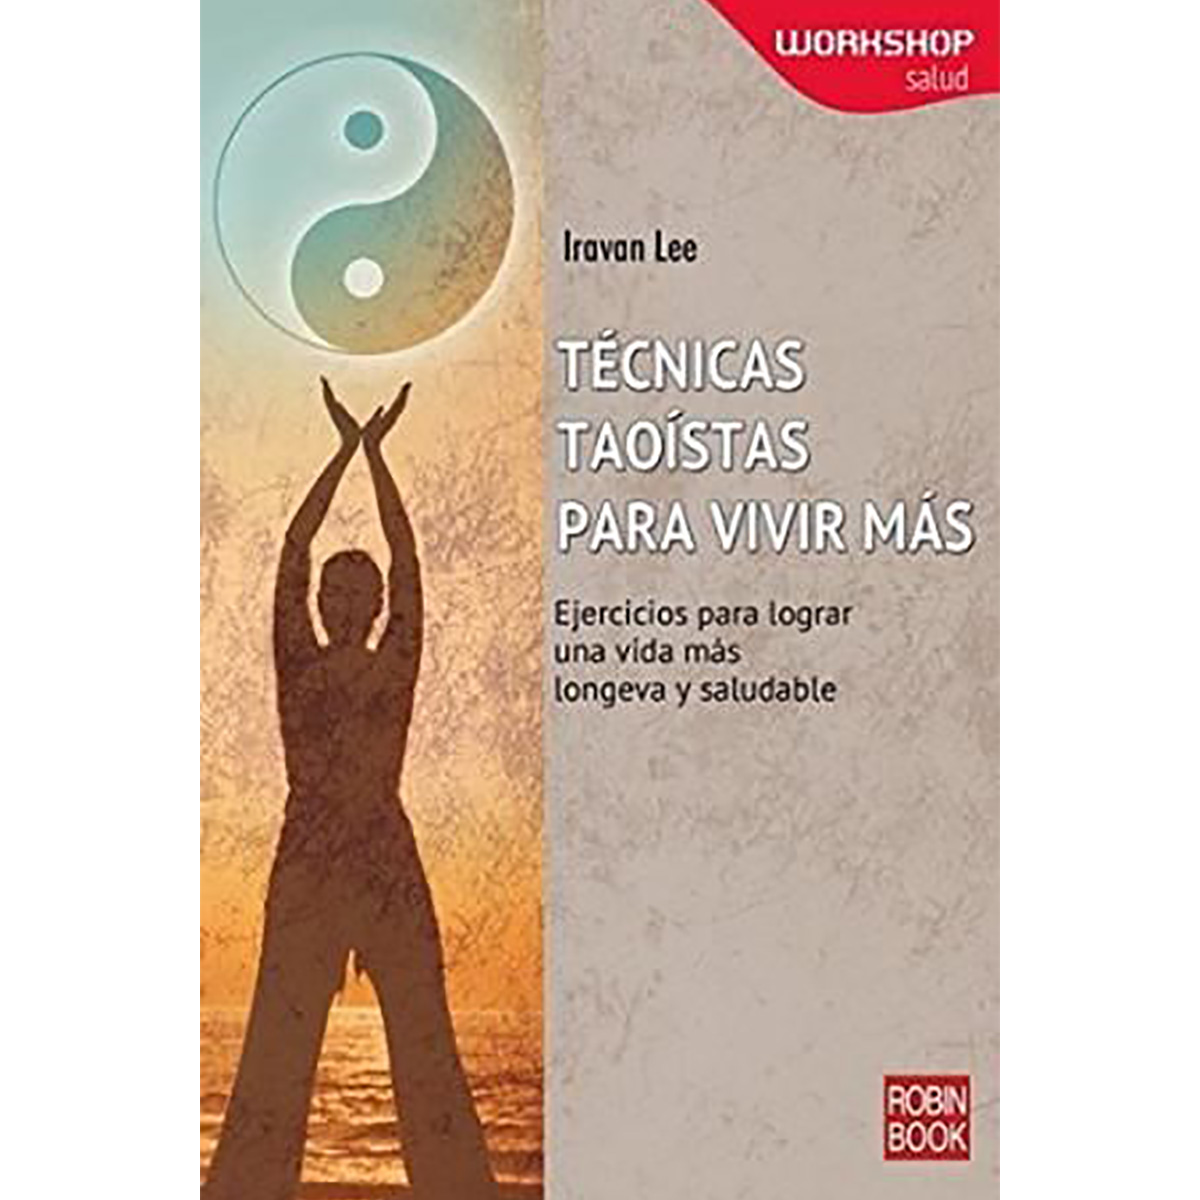 WORKSHOP
salud
Iravan Lee
TÉCNICAS
TAOÍSTAS
PARA VIVIR MÁS
Ejercicios para lograr
una vida más
longeva y saludable
ROBIN
BOOK